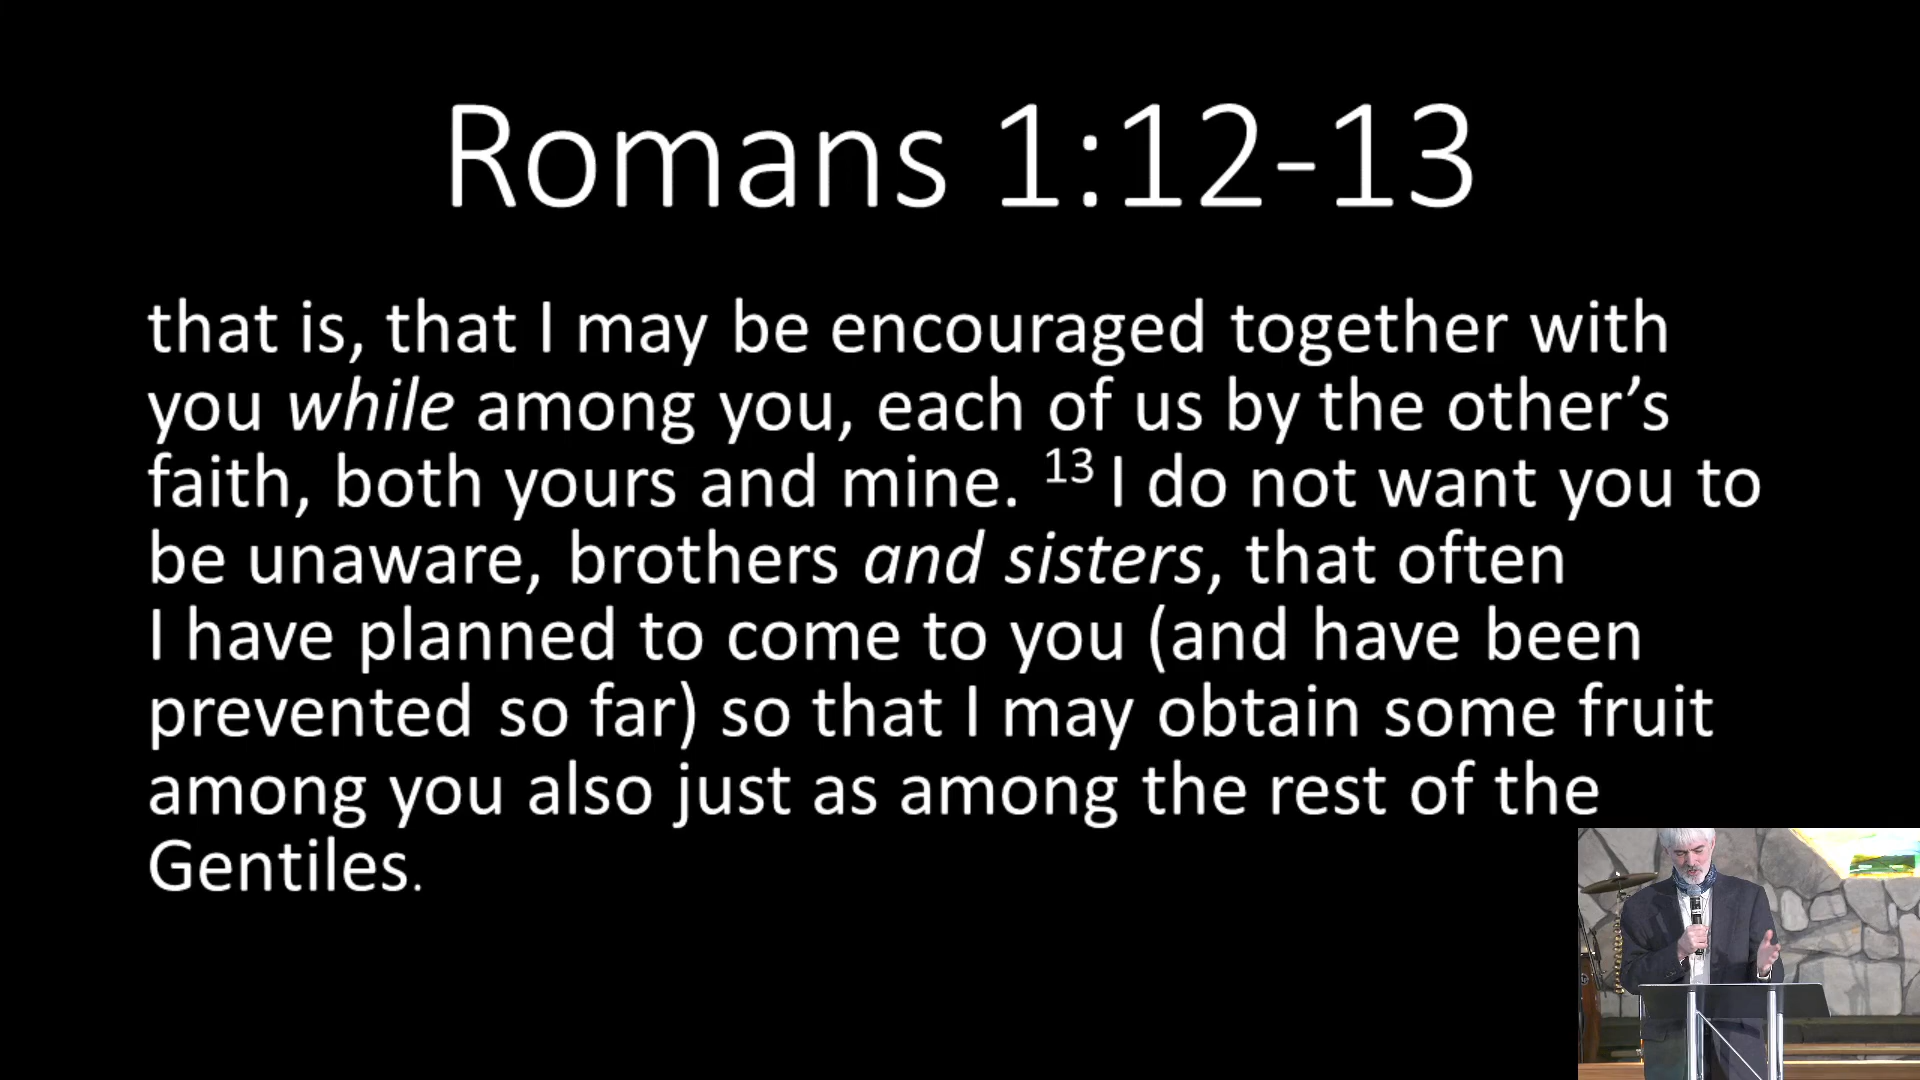 Romans 1:12-13
that is, that I may be encouraged together with
you while among you, each of us by the other’s
faith, both yours and mine. 13 I do not want you to
be unaware, brothers and sisters, that often
I have planned to come to you (and have been
prevented so far) so that I may obtain some fruit
among you also just as among the rest of the
Gentiles.